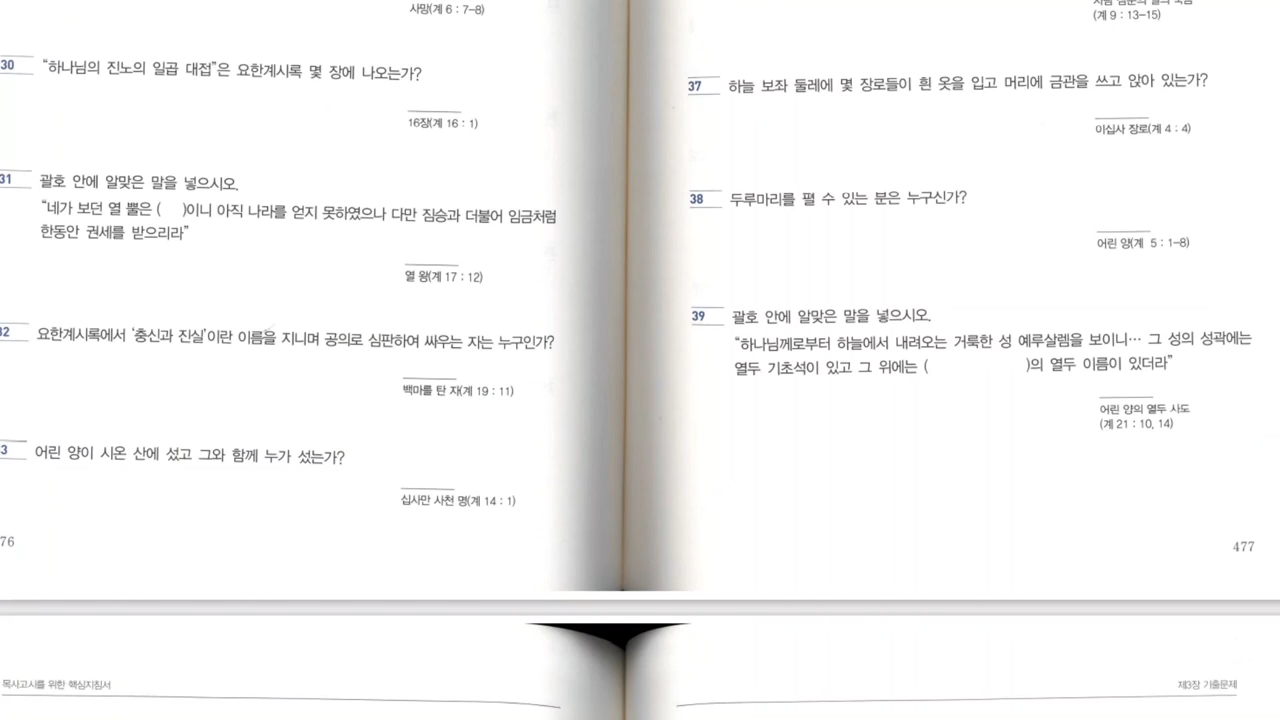 사망(계 6 : 7-8)
30
“하나님의 진노의 일곱 대접”은 요한계시록 몇 장에 나오는가?
16장(계 16 : 1)
31
괄호 안에 알맞은 말을 넣으시오.
“네가 보던 열 뿔은 ( )이니 아직 나라를 얻지 못하였으나 다만 짐승과 더불어 임금처럼
한동안 권세를 받으리라”
열 왕(계 17 : 12)
32
요한계시록에서 ‘충신과 진실’이란 이름을 지니며 공의로 심판하여 싸우는 자는 누구인가?
백마를 탄 자(계 19 : 11)
3
어린 양이 시온 산에 섰고 그와 함께 누가 섰는가?
십사만 사천 명(계 14 : 1)
76
(계 9 : 13-15)
37
하늘 보좌 둘레에 몇 장로들이 흰 옷을 입고 머리에 금관을 쓰고 앉아 있는가?
이십사 장로(계 4 : 4)
38
두루마리를 펼 수 있는 분은 누구신가?
어린 양(계 5 : 1-8)
39
괄호 안에 알맞은 말을 넣으시오.
“하나님께로부터 하늘에서 내려오는 거룩한 성 예루살렘을 보이니… 그 성의 성곽에는
열두 기초석이 있고 그 위에는 ( )의 열두 이름이 있더라”
어린 양의 열두 사도
(계 21 : 10, 14)
477
목사고시를 위한 핵심지침서
제3장 기출문제